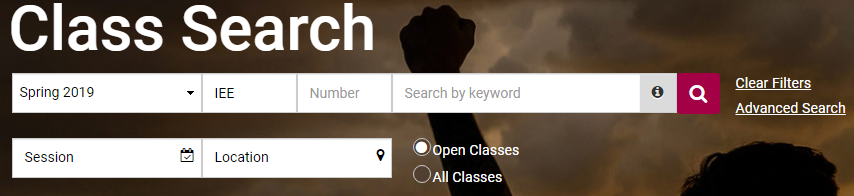 Class Search
Spring 2019 IEE Number Search by keyword Clear Filters
Advanced Search
Session Location Open Classes
All Classes